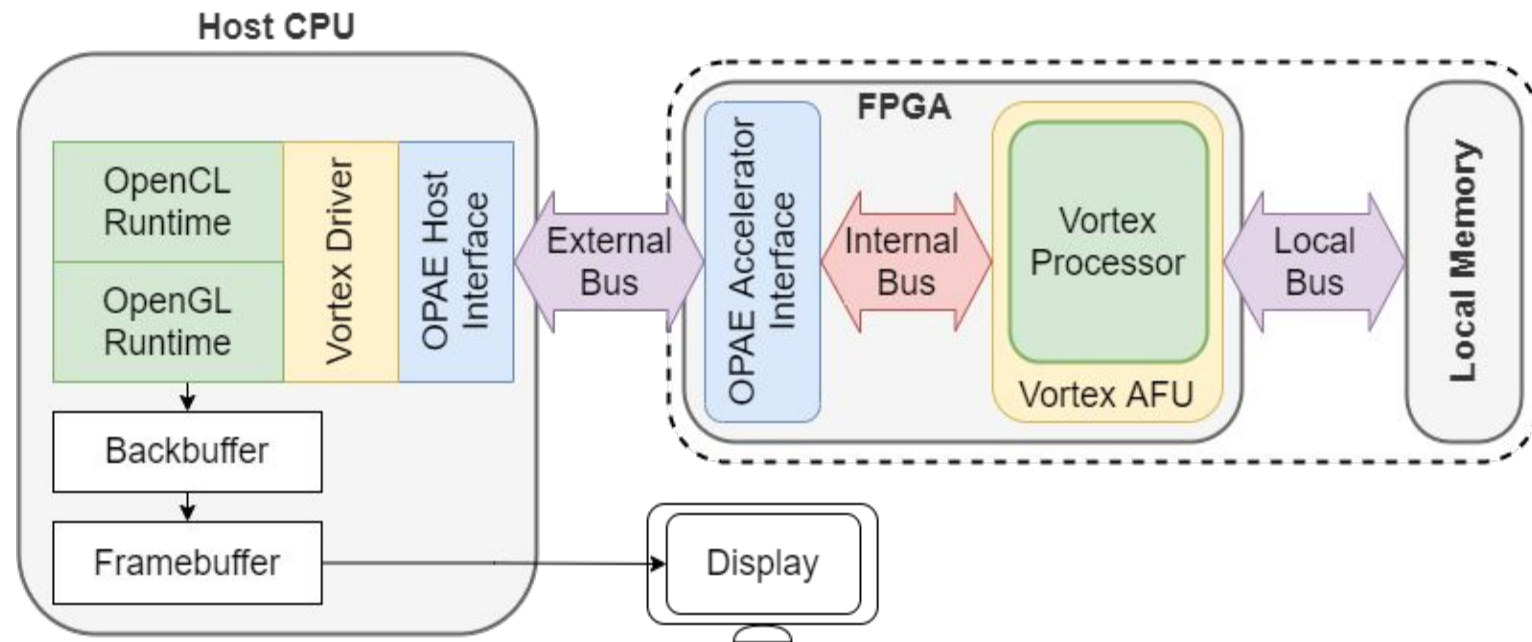 Host CPU
OpenCL
Runtime
OpenGL
Runtime
Vortex Driver
OPAE Host
Interface
Backbuffer
Framebuffer
External
Bus
FPGA
OPAE Accelerator
Interface
Internal
Bus
Vortex
Processor
Vortex AFU
Local
Bus
Local Memory
Display